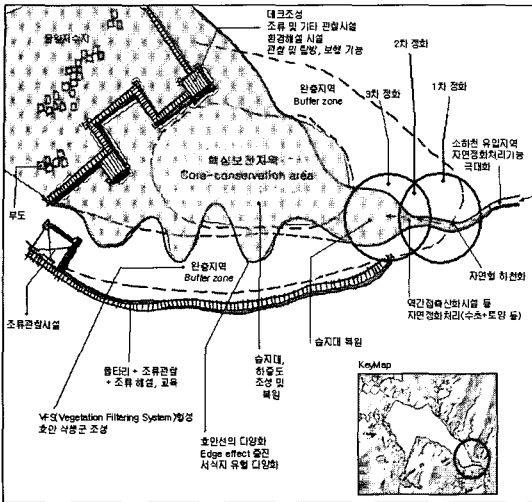 데크조성
조류 및 기타 관찰시설
환경해설 시설
관찰 및 탐방, 보행 가능
2차 정화
3차 정화
1차 정화
완충지역
Buffer zone
핵심보전지역
Core-conservation area
소하천 유입지역
자연정화처리기능
극대화
부도
완충지역
Buffer zone
자연형 하천화
역간접촉산화시설 등
자연정화처리(수초+토양 등)
조류관찰시설
습지대 복원
울타리 + 조류관찰
+ 조류 해설, 교육
습지대,
하중도
조성 및
복원
VFS(Vegetation Filtering System)형성
호안 식생군 조성
호안선의 다양화
Edge effect 증진
서식지 유형 다양화
KeyMap